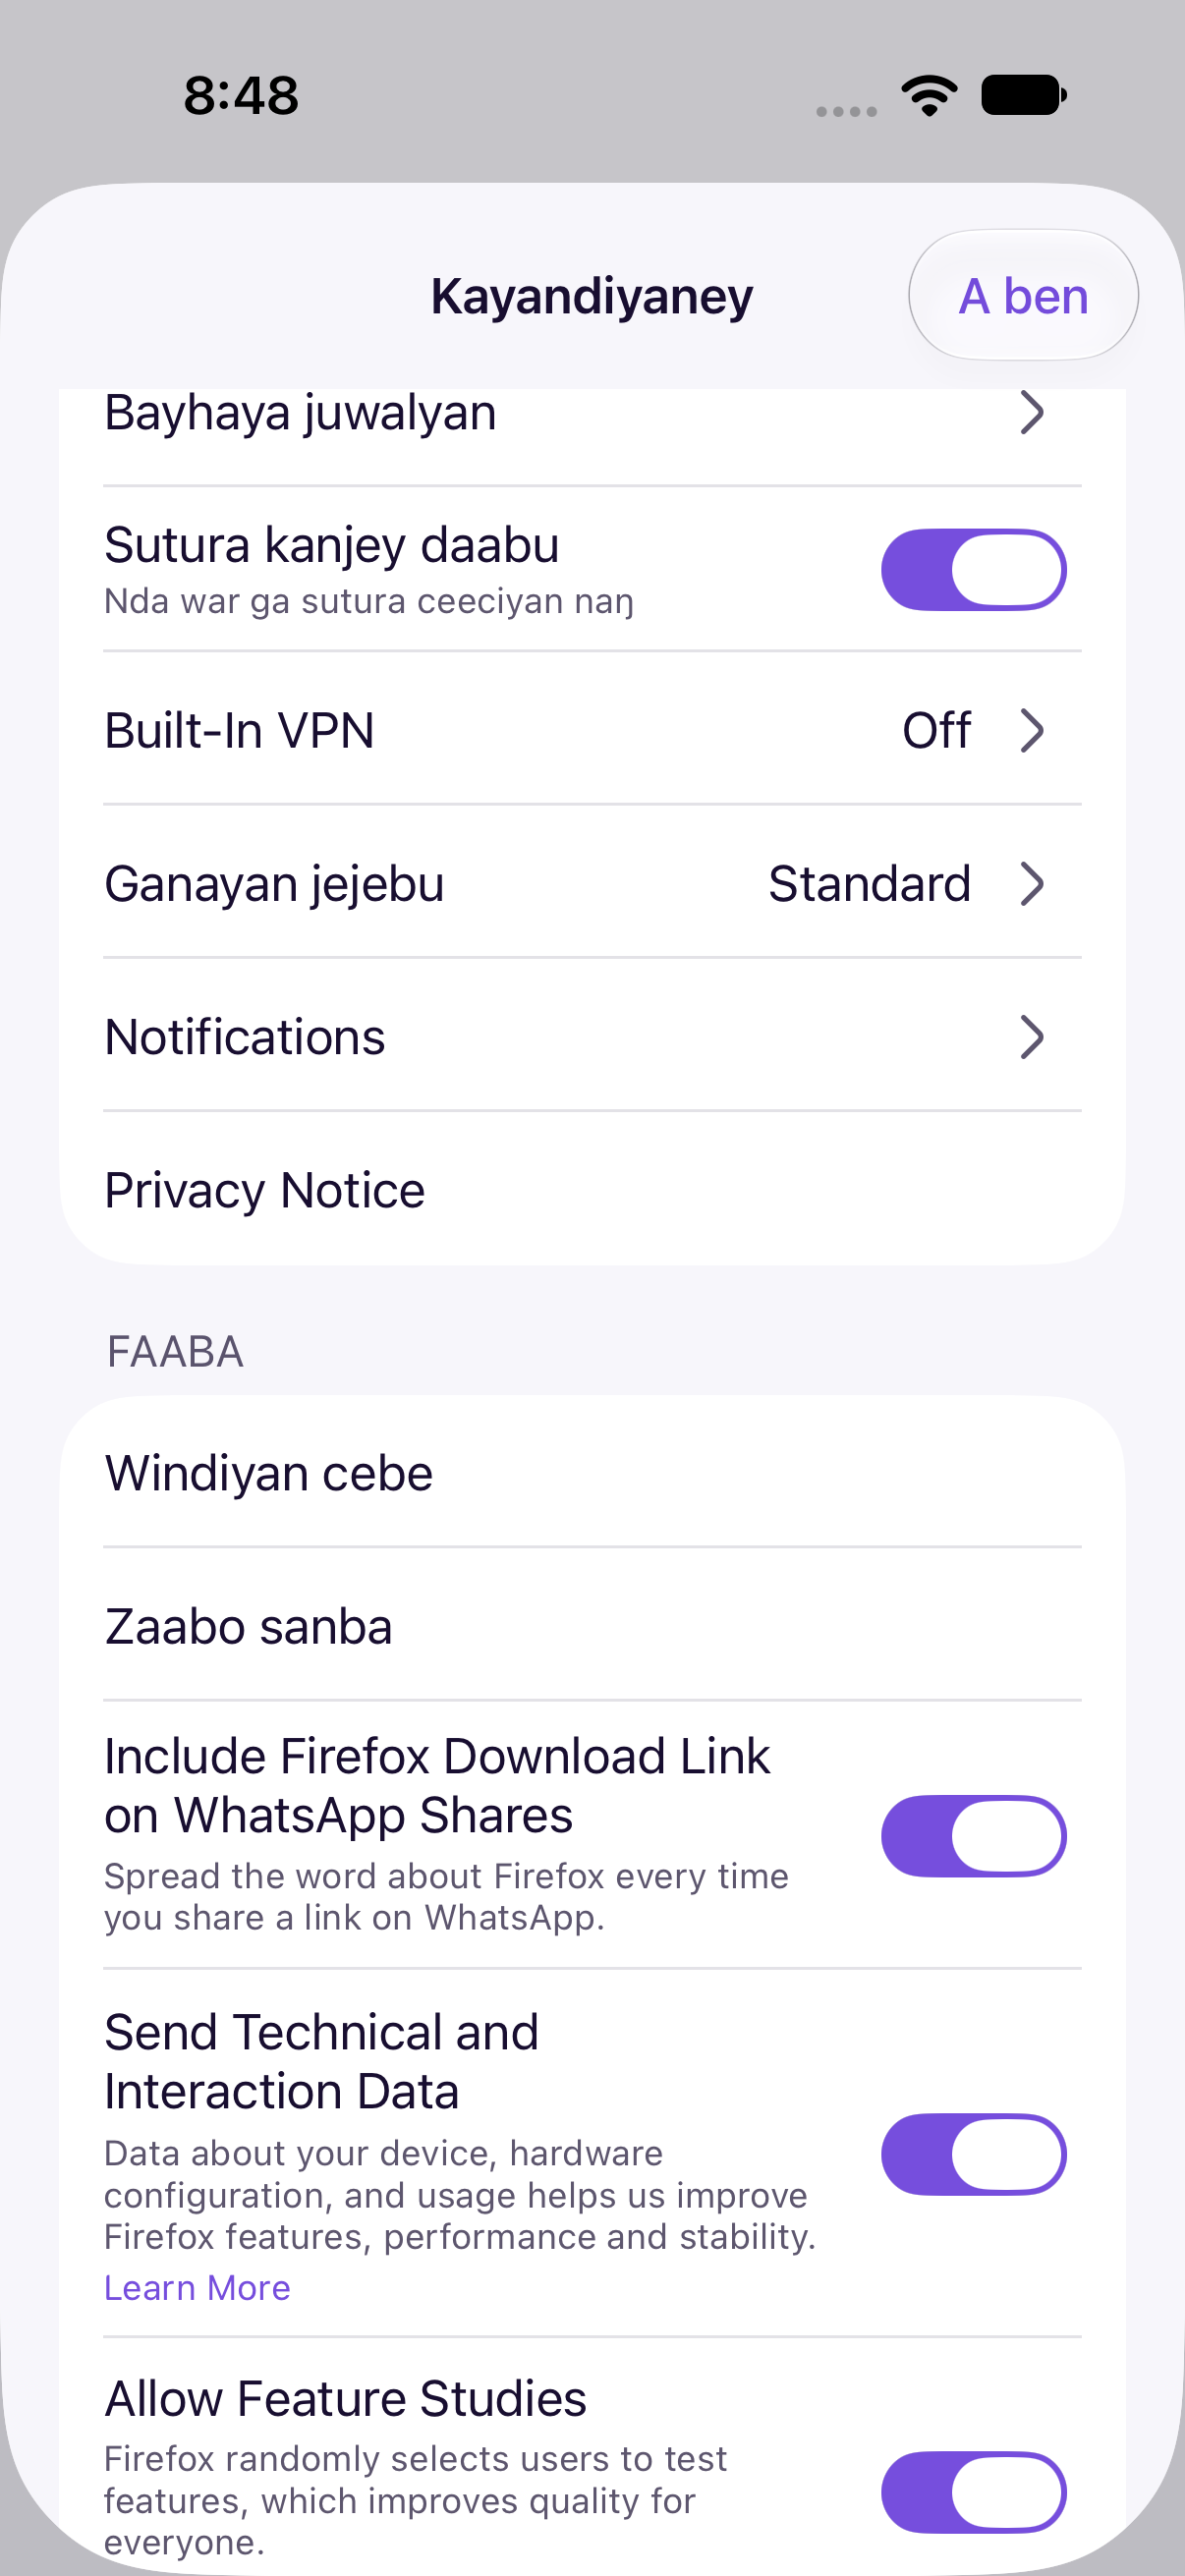 8:48
Kayandiyaney
A ben
Bayhaya juwalyan
Sutura kanjey daabu
Nda war ga sutura ceeciyan naŋ
Built-In VPN
Off
Ganayan jejebu
Standard
Notifications
Privacy Notice
FAABA
Windiyan cebe
Zaabo sanba
Include Firefox Download Link
on WhatsApp Shares
Spread the word about Firefox every time
you share a link on WhatsApp.
Send Technical and
Interaction Data
Data about your device, hardware
configuration, and usage helps us improve
Firefox features, performance and stability.
Learn More
Allow Feature Studies
Firefox randomly selects users to test
features, which improves quality for
everyone.